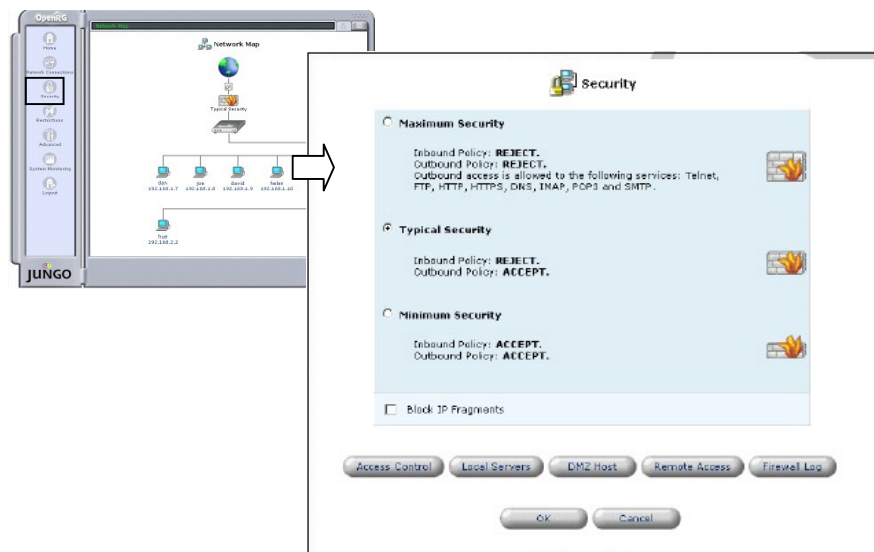 OpenRG
Network Map
Home
Network Connections
Security
Restrictions
Advanced
System Monitoring
Logout
Network Map
Typical Security
don
192.168.1.7
joe
192.168.1.8
david
192.168.1.9
helen
192.168.1.10
192.168.2.2
JUNGO
Security
Maximum Security
Inbound Policy: REJECT.
Outbound Policy: REJECT.
Outbound access is allowed to the following services: Telnet,
FTP, HTTP, HTTPS, DNS, IMAP, POP3 and SMTP.
Typical Security
Inbound Policy: REJECT.
Outbound Policy: ACCEPT.
Minimum Security
Inbound Policy: ACCEPT.
Outbound Policy: ACCEPT.
Block IP Fragments
Access Control
Local Servers
DMZ Host
Remote Access
Firewall Log
OK
Cancel